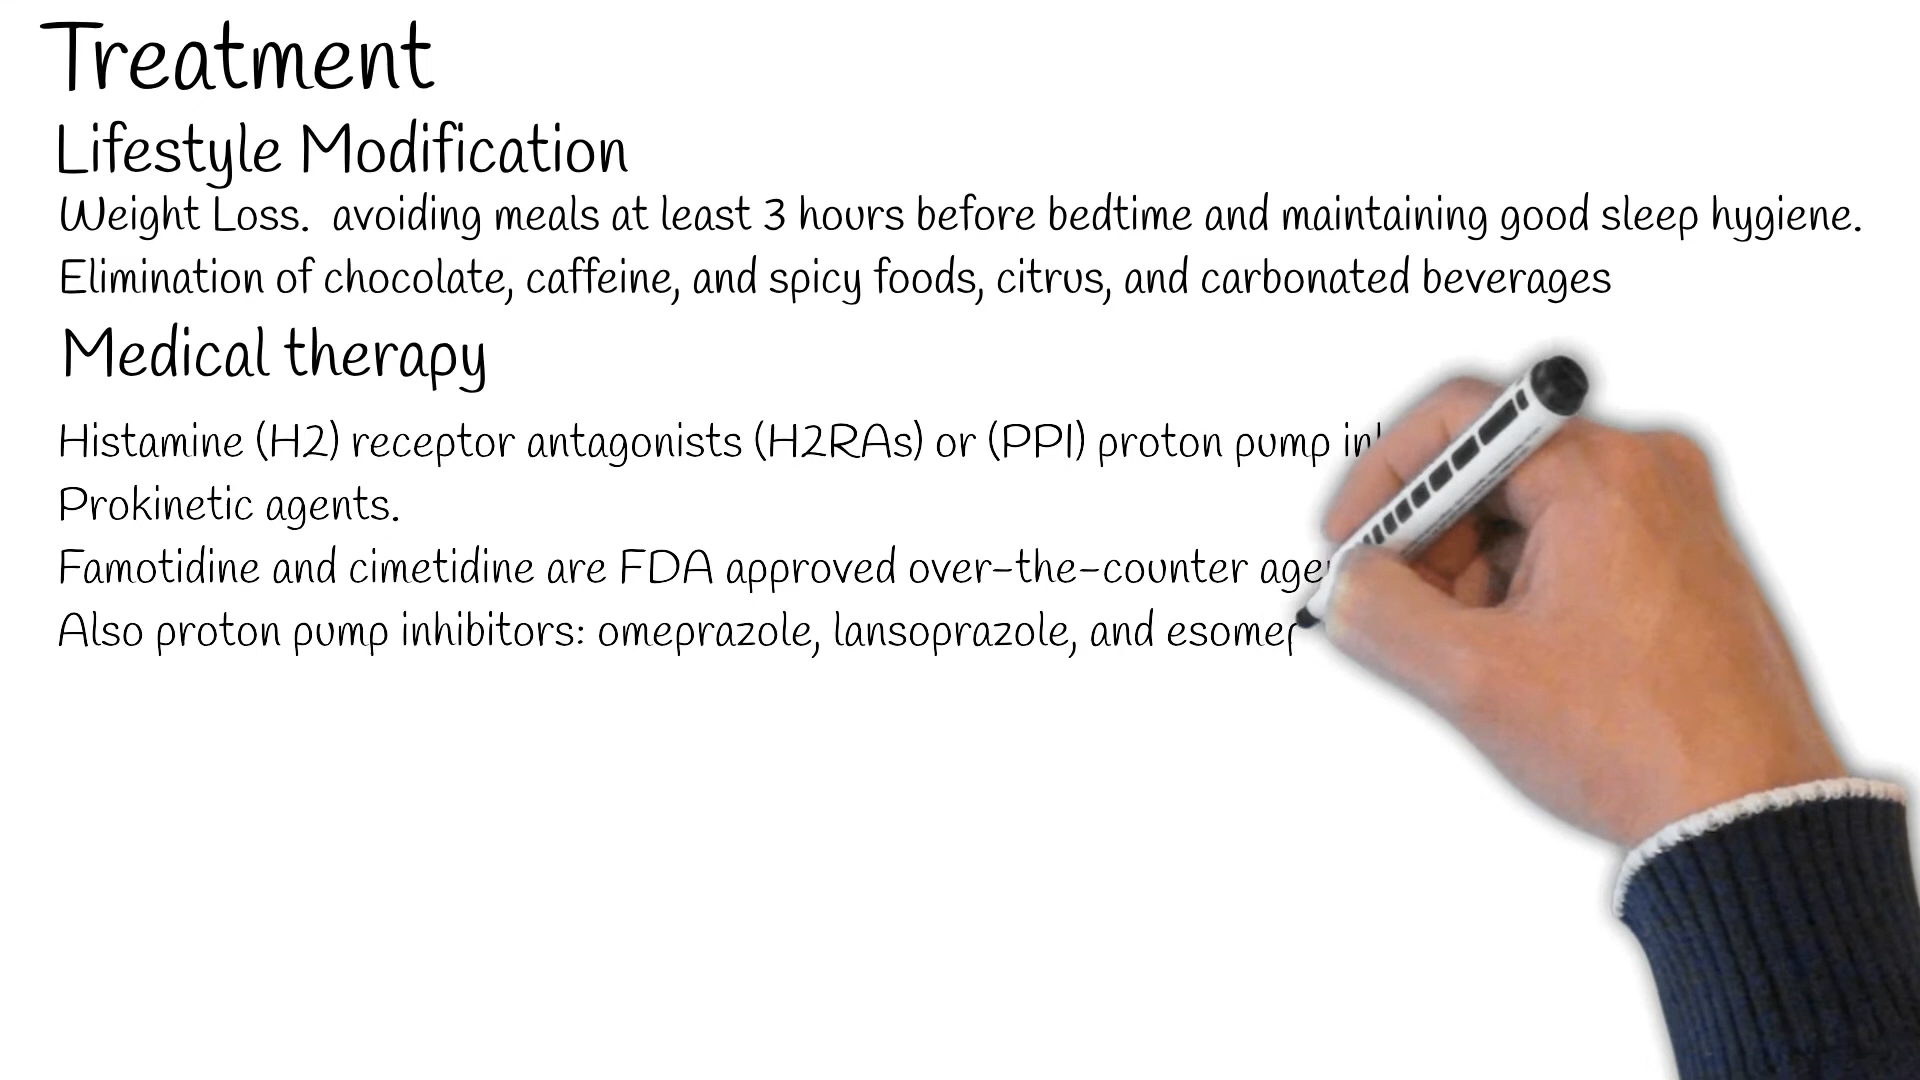 Treatment
Lifestyle Modification
Weight Loss. avoiding meals at least 3 hours before bedtime and maintaining good sleep hygiene.
Elimination of chocolate, caffeine, and spicy foods, citrus, and carbonated beverages
Medical therapy
Histamine (H2) receptor antagonists (H2RAs) or (PPI) proton pump
Prokinetic agents.
Famotidine and cimetidine are FDA approved over-the-counter
Also proton pump inhibitors: omeprazole, lansoprazole, and